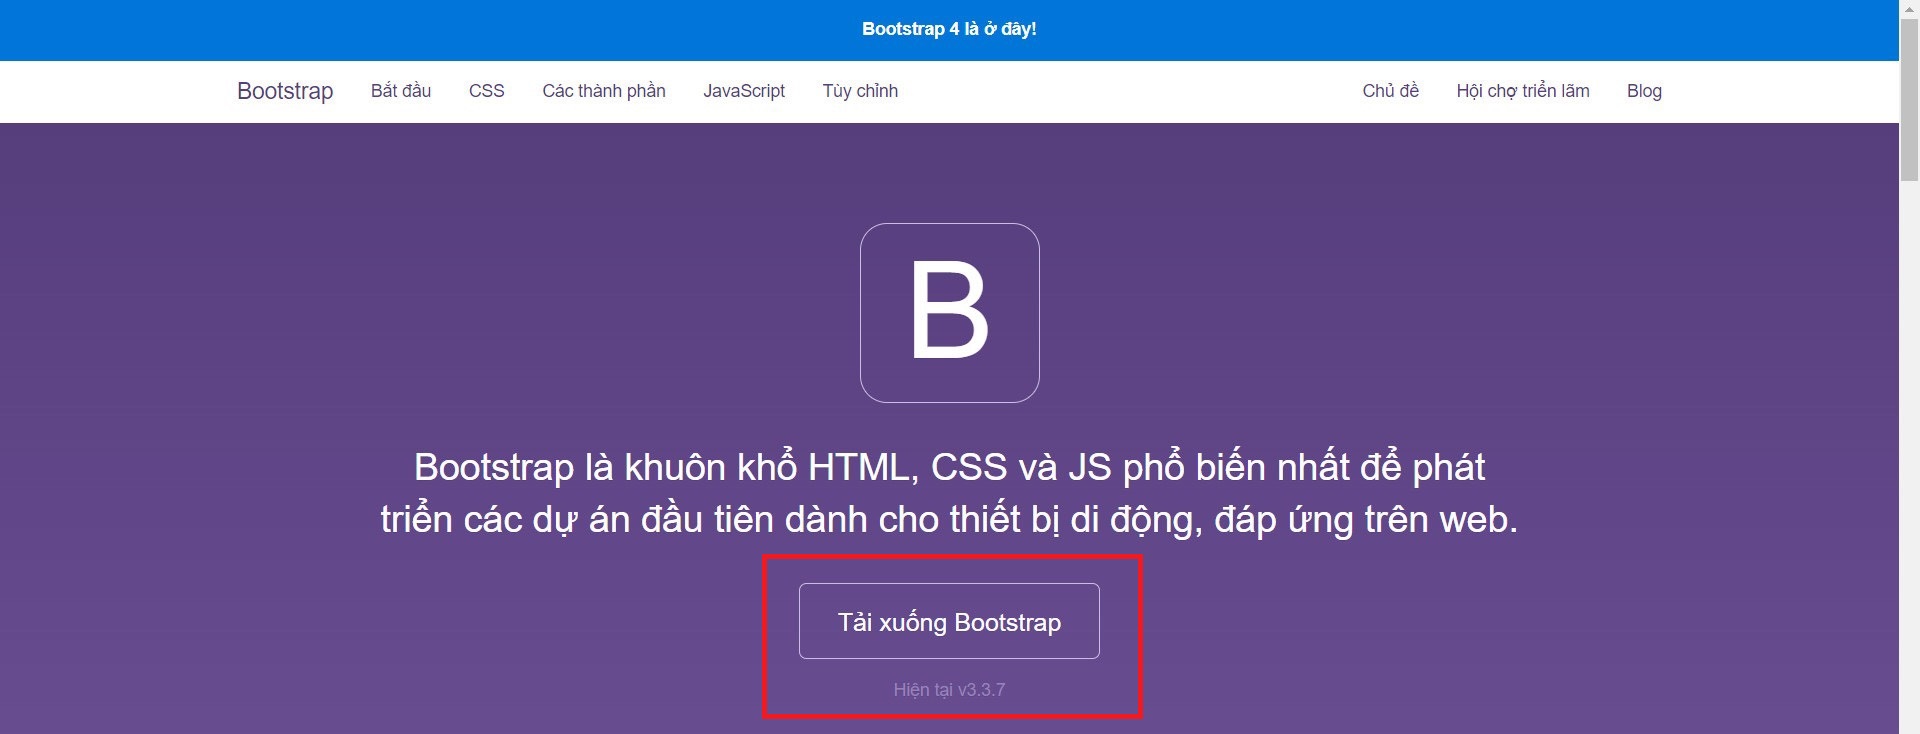 Bootstrap 4 là ở đây!
Bootstrap Bắt đầu CSS Các thành phần JavaScript Tùy chỉnh Chủ đề Hội chợ triển lãm Blog
B
Bootstrap là khuôn khổ HTML, CSS và JS phổ biến nhất để phát
triển các dự án đầu tiên dành cho thiết bị di động, đáp ứng trên web.
Tải xuống Bootstrap
Hiện tại v3.3.7